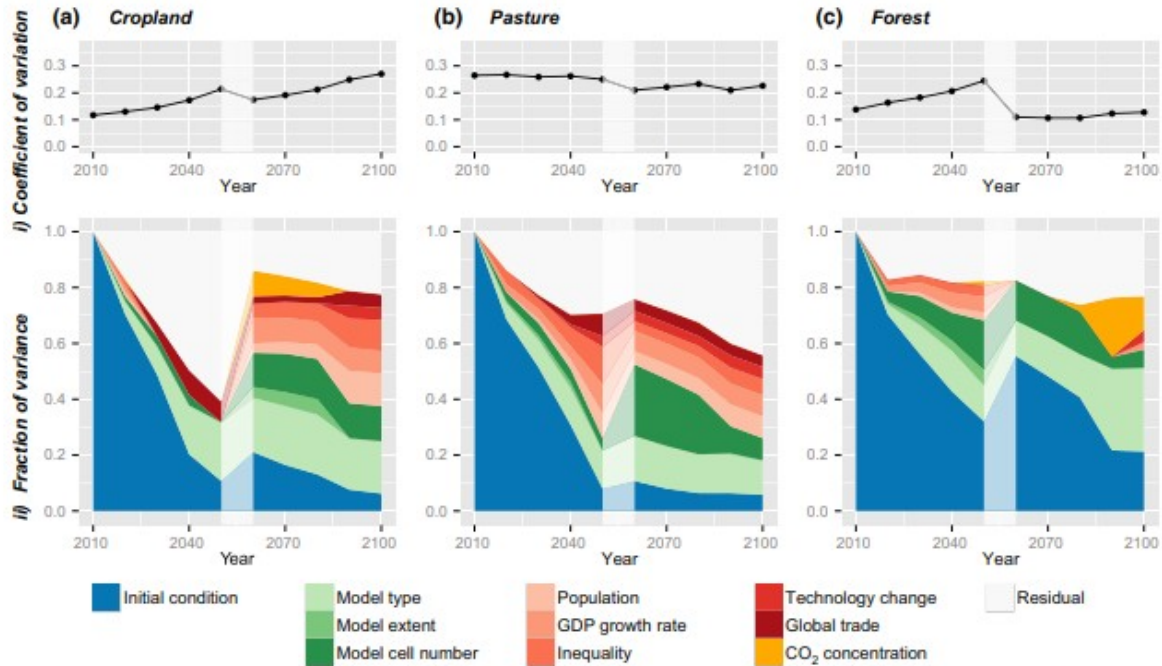 (a) Cropland (b) Pasture (c) Forest
i) Coefficient of variation
0.3 0.3 0.3
0.2 0.2 0.2
0.1 0.1 0.1
0.0 0.0 0.0
2010 2040 2070 2100 2010 2040 2070 2100 2010 2040 2070 2100
Year Year Year
ii) Fraction of variance
1.0 1.0 1.0
0.8 0.8 0.8
0.6 0.6 0.6
0.4 0.4 0.4
0.2 0.2 0.2
0.0 0.0 0.0
2010 2040 2070 2100 2010 2040 2070 2100 2010 2040 2070 2100
Year Year Year
Initial condition Model type Population Technology change Residual
Model extent GDP growth rate Global trade
Model cell number Inequality CO₂ concentration